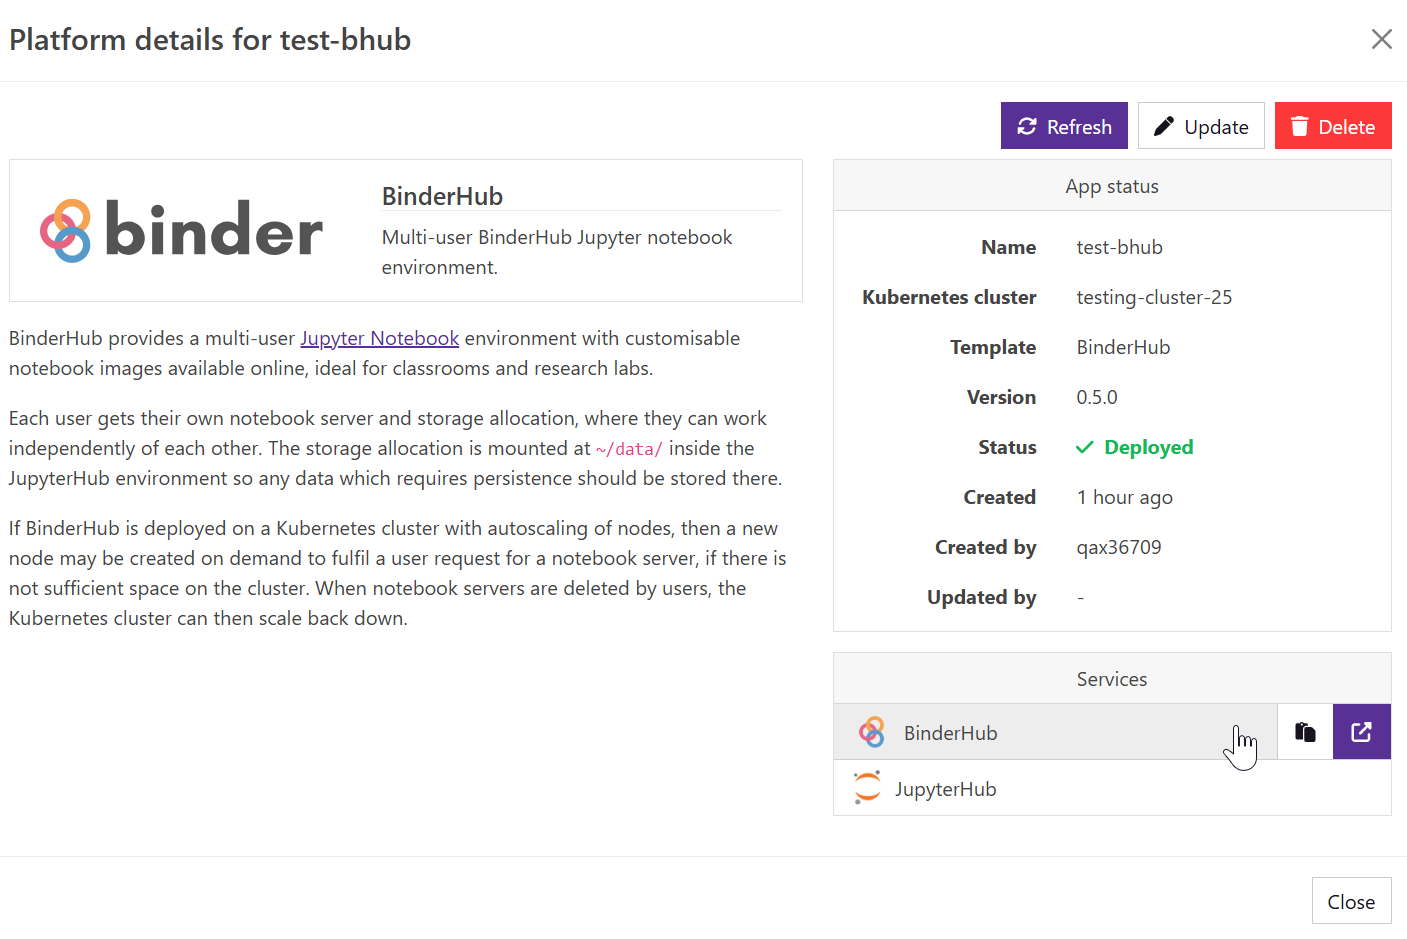 Platform details for test-bhub
Refresh
Update
Delete
binder
BinderHub
Multi-user BinderHub Jupyter notebook
environment.
BinderHub provides a multi-user Jupyter Notebook environment with customisable
notebook images available online, ideal for classrooms and research labs.
Each user gets their own notebook server and storage allocation, where they can work
independently of each other. The storage allocation is mounted at ~/data/ inside the
JupyterHub environment so any data which requires persistence should be stored there.
If BinderHub is deployed on a Kubernetes cluster with autoscaling of nodes, then a new
node may be created on demand to fulfil a user request for a notebook server, if there is
not sufficient space on the cluster. When notebook servers are deleted by users, the
Kubernetes cluster can then scale back down.
App status
Name test-bhub
Kubernetes cluster testing-cluster-25
Template BinderHub
Version 0.5.0
Status Deployed
Created 1 hour ago
Created by qax36709
Updated by -
Services
BinderHub
JupyterHub
Close